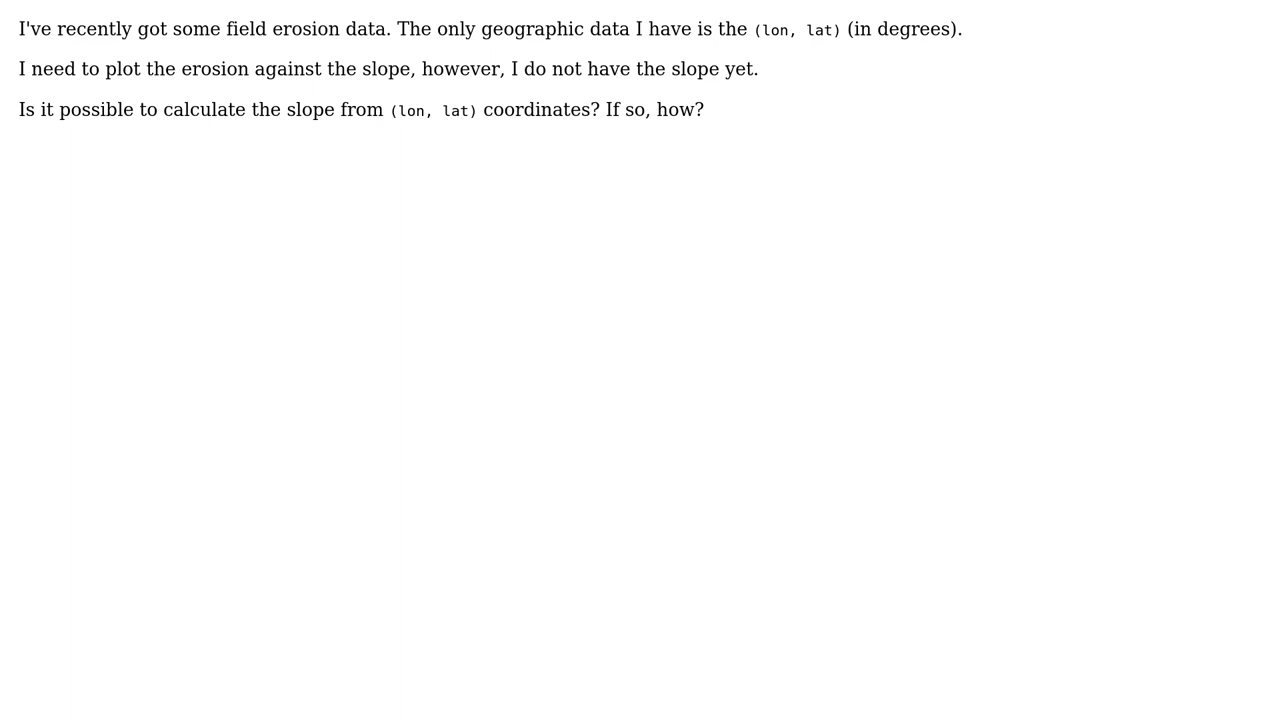 I've recently got some field erosion data. The only geographic data I have is the (lon, lat) (in degrees).
I need to plot the erosion against the slope, however, I do not have the slope yet.
Is it possible to calculate the slope from (lon, lat) coordinates? If so, how?